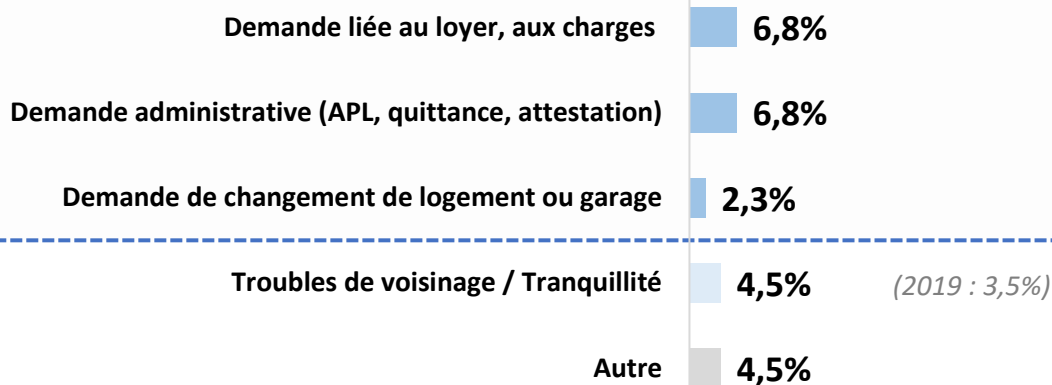 Demande liée au loyer, aux charges 6,8%
Demande administrative (APL, quittance, attestation) 6,8%
Demande de changement de logement ou garage 2,3%
Troubles de voisinage / Tranquillité 4,5% (2019 : 3,5%)
Autre 4,5%